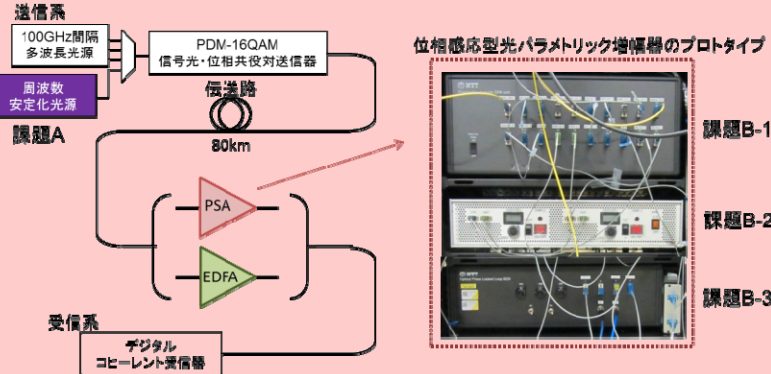 送信系
100GHz間隔
多波長光源
周波数
安定化光源
課題A
PDM-16QAM
信号光・位相共役対送信器
伝送路
80km
PSA
EDFA
受信系
デジタル
コヒーレント受信器
位相感応型光パラメトリック増幅器のプロトタイプ
NTT
課題B-1
課題B-2
NTT
課題B-3